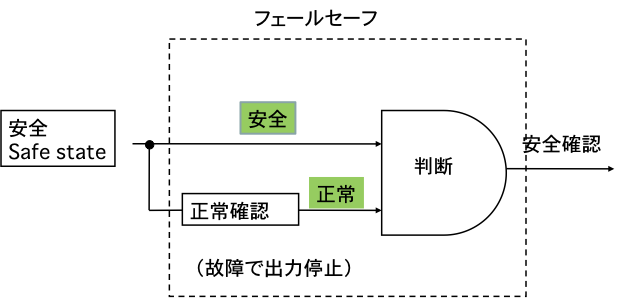 フェールセーフ
安全
安全
Safe state
安全確認
判断
正常
正常確認
（故障で出力停止）